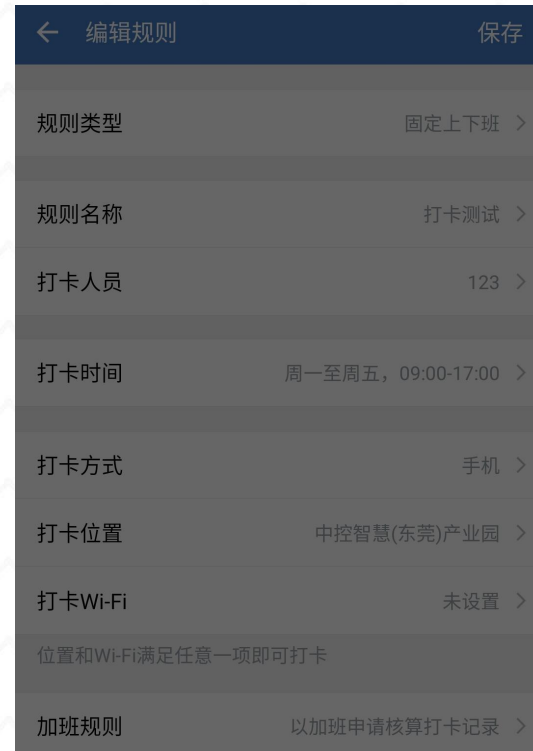 编辑规则 保存
规则类型 固定上下班
规则名称 打卡测试
打卡人员 123
打卡时间 周一至周五，09:00-17:00
打卡方式 手机
打卡位置 中控智慧(东莞)产业园
打卡Wi-Fi 未设置
位置和Wi-Fi满足任意一项即可打卡
加班规则 以加班申请核算打卡记录